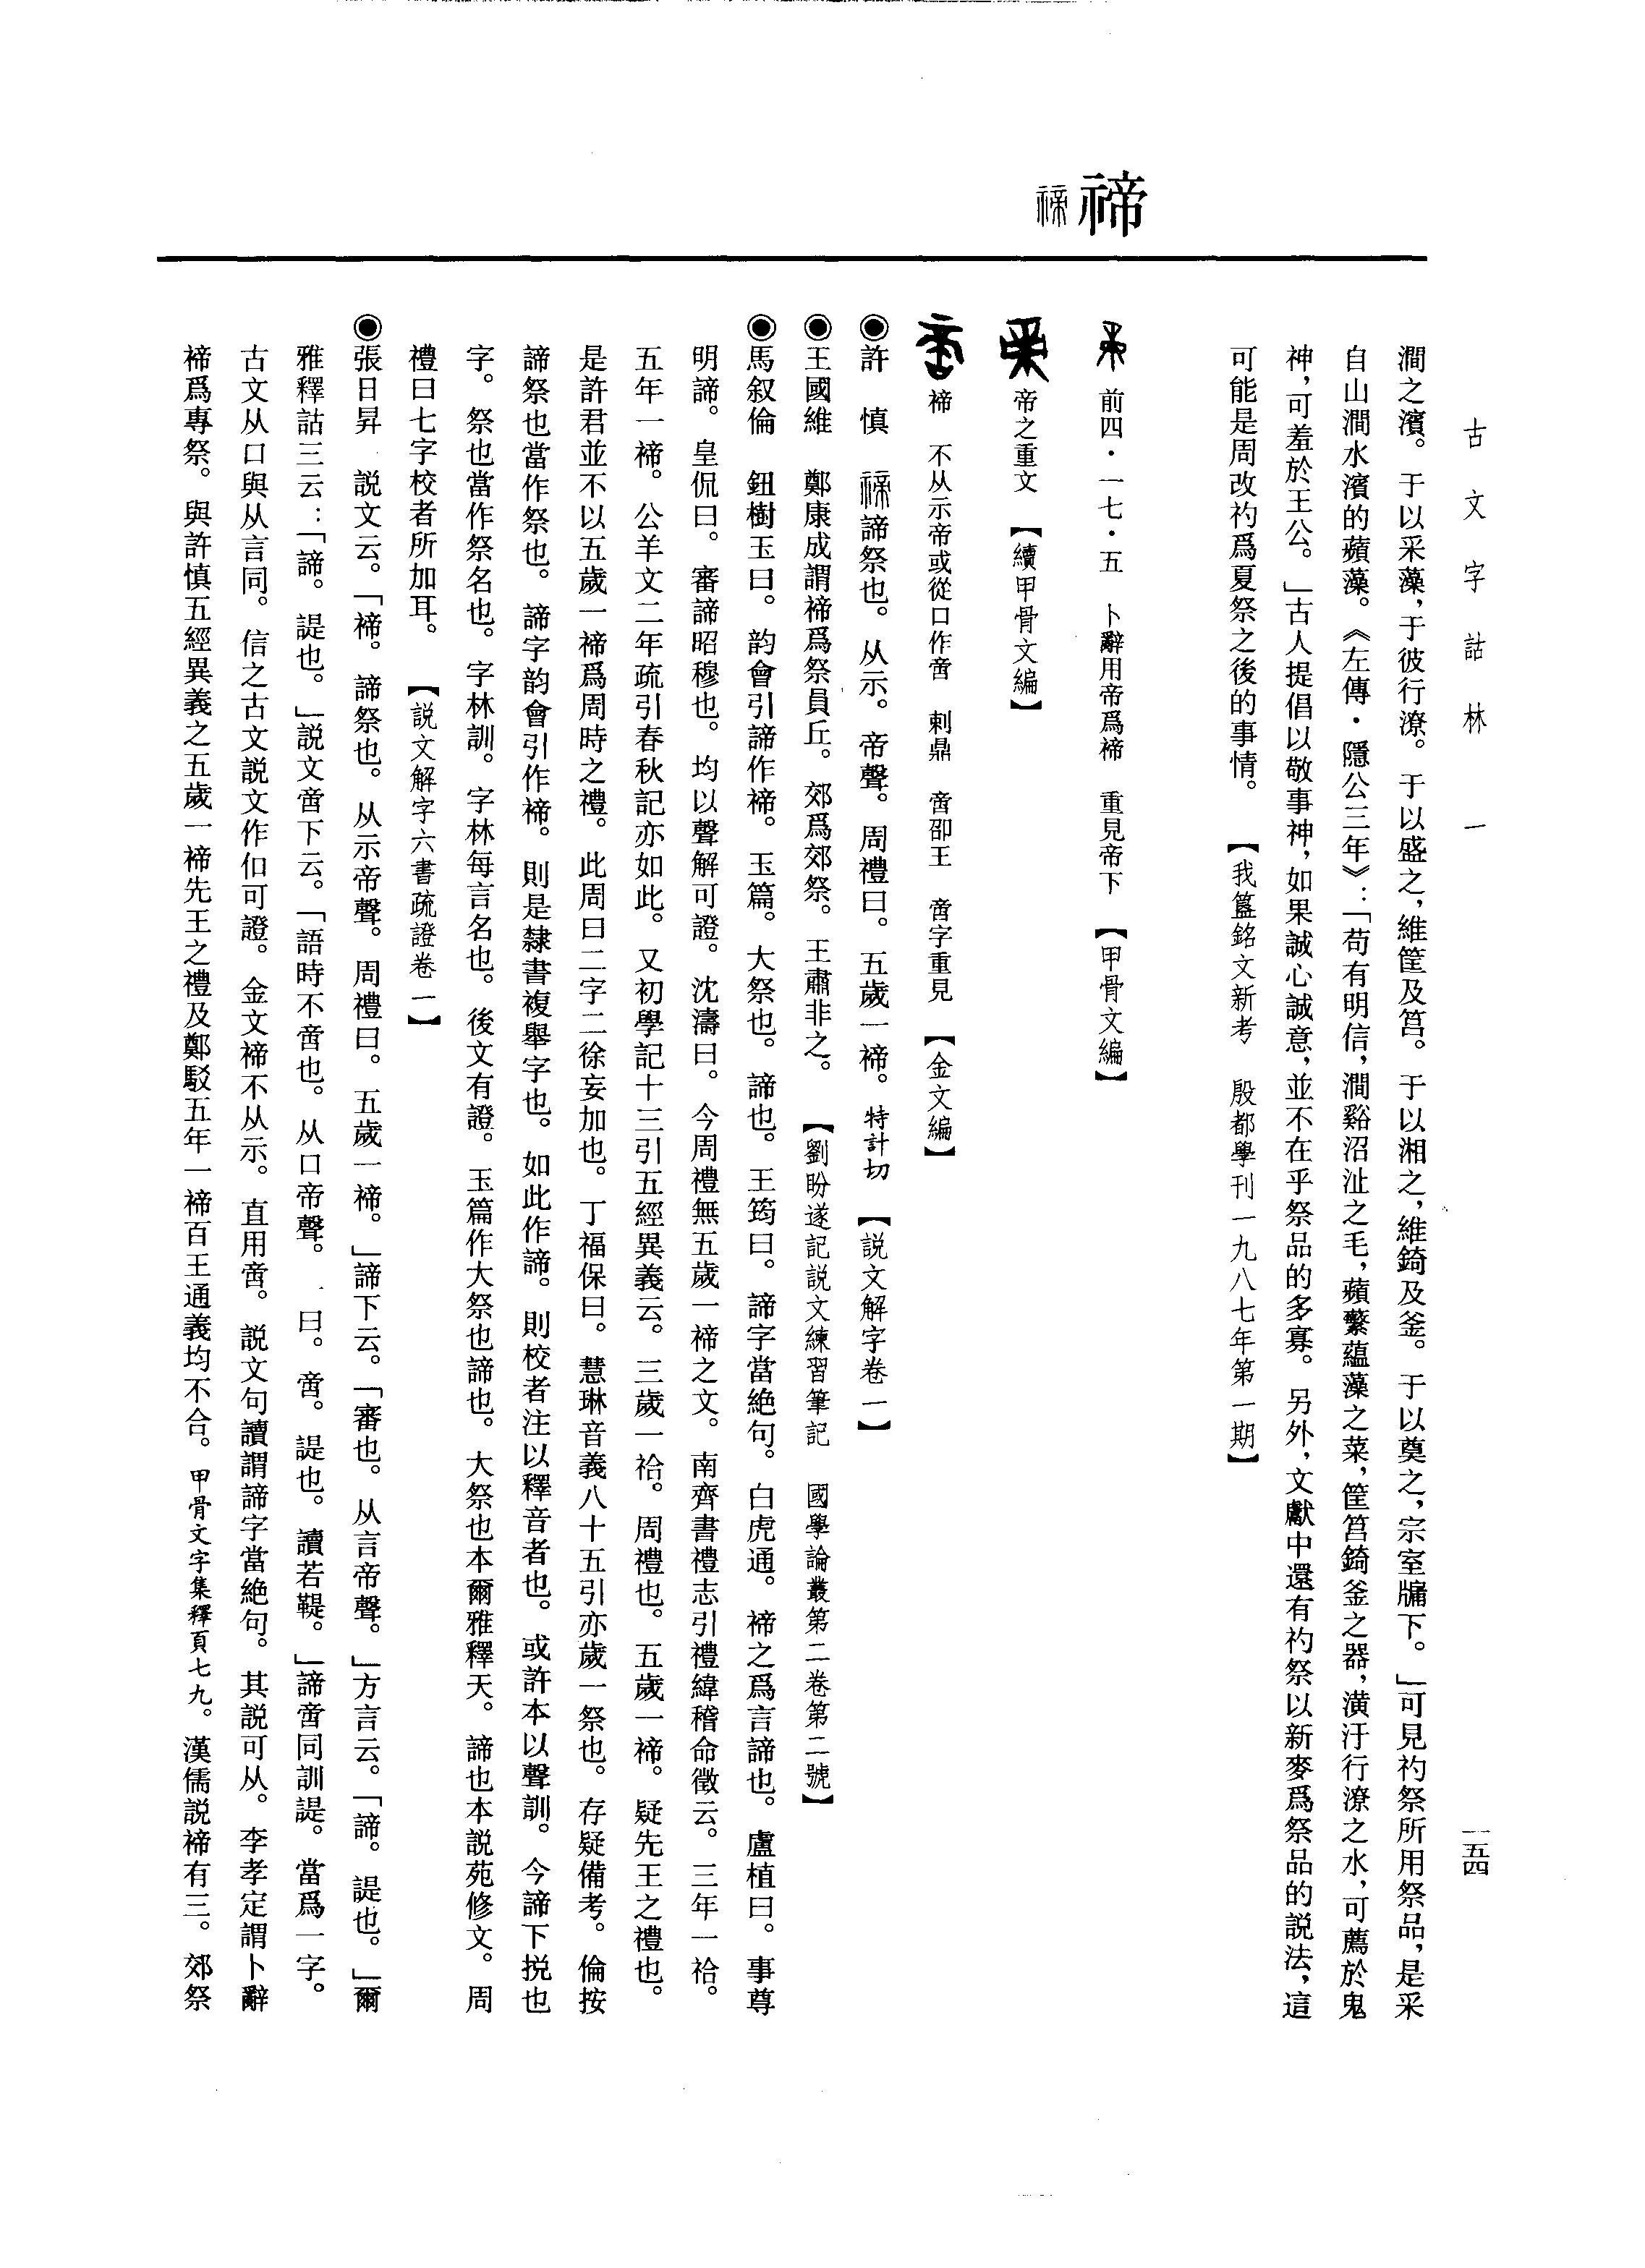 古文字詁林 一
一五四
禘
澗之濱。于以采藻，于彼行潦。于以盛之，維筐及筥。于以湘之，維錡及釜。于以奠之，宗室牖下。」可見礿祭所用祭品，是采
自山澗水濱的蘋藻。《左傳·隱公三年》：「苟有明信，澗谿沼沚之毛，蘋蘩蘊藻之菜，筐筥錡釜之器，潢汙行潦之水，可薦於鬼
神，可羞於王公。」古人提倡以敬事神，如果誠心誠意，並不在乎祭品的多寡。另外，文獻中還有礿祭以新麥爲祭品的説法，這
可能是周改礿爲夏祭之後的事情。 【我簋銘文新考 殷都學刊一九八七年第一期】
前四·一七·五 卜辭用帝爲禘 重見帝下 【甲骨文編】
帝之重文 【續甲骨文編】
禘 不从示帝或從口作啻 剌鼎 啻卲王 啻字重見 【金文編】
◉許 慎 禘諦祭也。从示。帝聲。周禮曰。五歲一禘。特計切 【説文解字卷一】
◉王國維 鄭康成謂禘爲祭員丘。郊爲郊祭。王肅非之。 【劉盼遂記説文練習筆記 國學論叢第二卷第二號】
◉馬叙倫 鈕樹玉曰。韵會引諦作禘。玉篇。大祭也。諦也。王筠曰。諦字當絶句。白虎通。禘之爲言諦也。盧植曰。事尊
明諦。皇侃曰。審諦昭穆也。均以聲解可證。沈濤曰。今周禮無五歲一禘之文。南齊書禮志引禮緯稽命徵云。三年一祫。
五年一禘。公羊文二年疏引春秋記亦如此。又初學記十三引五經異義云。三歲一祫。周禮也。五歲一禘。疑先王之禮也。
是許君並不以五歲一禘爲周時之禮。此周曰二字二徐妄加也。丁福保曰。慧琳音義八十五引亦歲一祭也。存疑備考。倫按
諦祭也當作祭也。諦字韵會引作禘。則是隸書複舉字也。如此作諦。則校者注以釋音者也。或許本以聲訓。今諦下捝也
字。祭也當作祭名也。字林訓。字林每言名也。後文有證。玉篇作大祭也諦也。大祭也本爾雅釋天。諦也本説苑修文。周
禮曰七字校者所加耳。 【説文解字六書疏證卷一】
◉張日昇 説文云。「禘。諦祭也。从示帝聲。周禮曰。五歲一禘。」諦下云。「審也。从言帝聲。」方言云。「諦。諟也。」爾
雅釋詁三云：「諦。諟也。」説文啻下云。「語時不啻也。从口帝聲。一曰。啻。諟也。讀若鞮。」諦啻同訓諟。當爲一字。
古文从口與从言同。信之古文説文作㐰可證。金文禘不从示。直用啻。説文句讀謂諦字當絶句。其説可从。李孝定謂卜辭
禘爲專祭。與許慎五經異義之五歲一禘先王之禮及鄭駁五年一禘百王通義均不合。甲骨文字集釋頁七九。漢儒説禘有三。郊祭